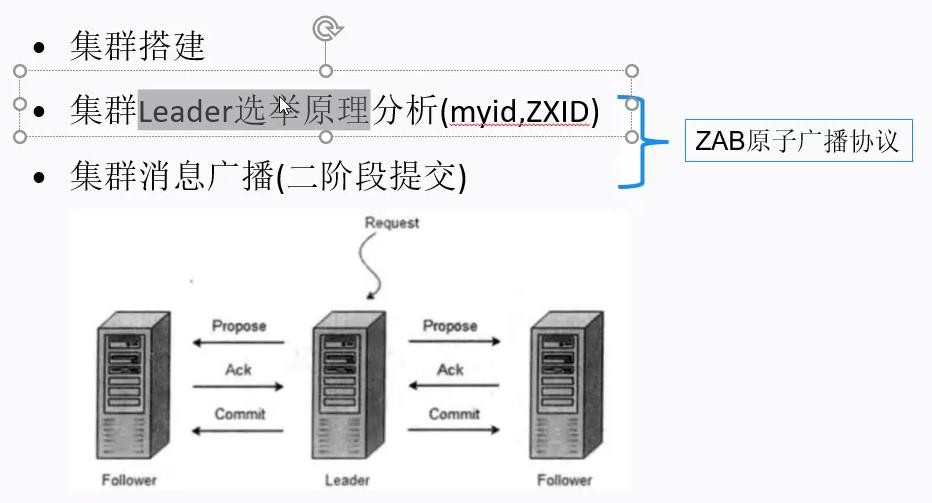 集群搭建
集群Leader选举原理分析(myid,ZXID)
ZAB原子广播协议
集群消息广播(二阶段提交)
Request
Propose
Propose
Ack
Ack
Commit
Commit
Follower
Leader
Follower